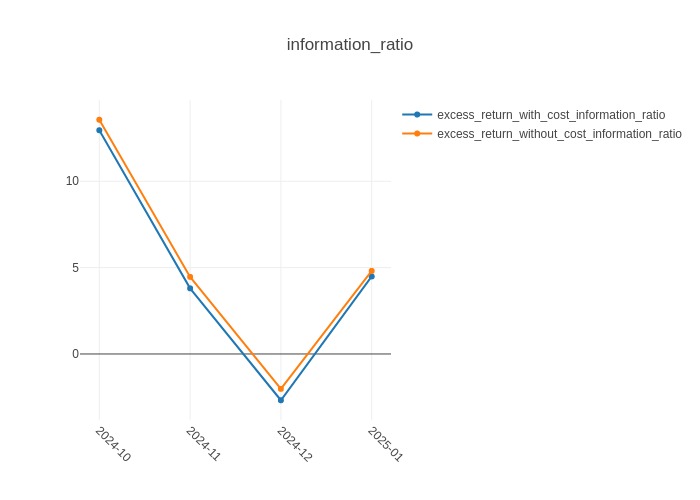 information_ratio
excess_return_with_cost_information_ratio
excess_return_without_cost_information_ratio
10
5
0
2024-10
2024-11
2024-12
2025-01